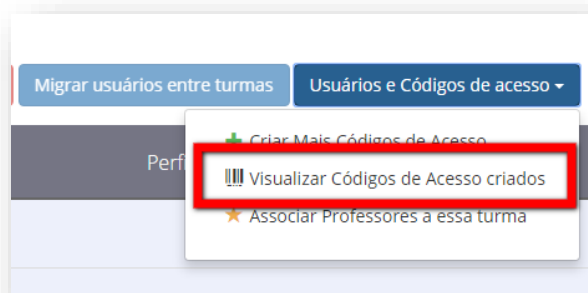 Migrar usuários entre turmas
Usuários e Códigos de acesso
Criar Mais Códigos de Acesso
Perfi
Visualizar Códigos de Acesso criados
Associar Professores a essa turma